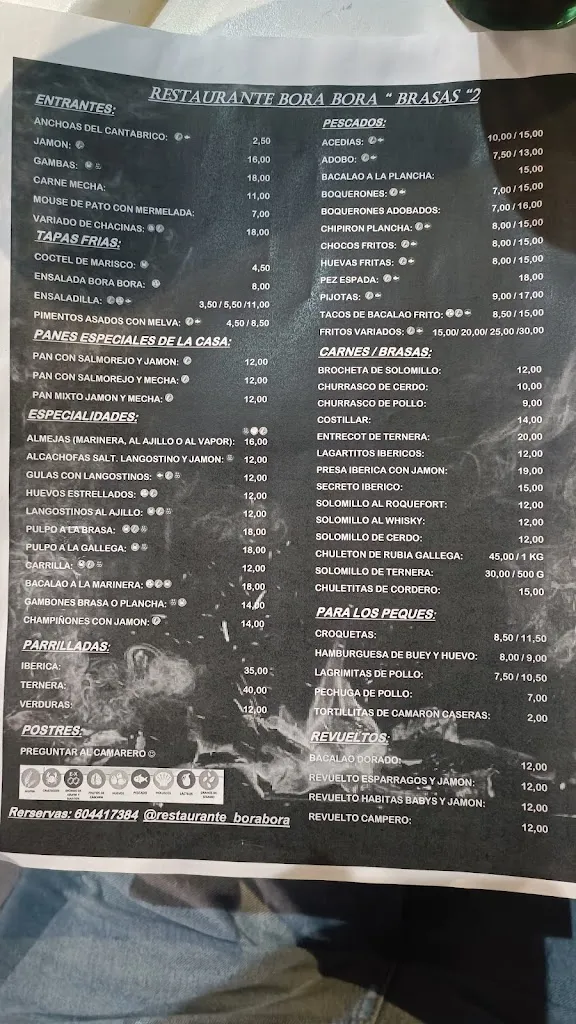 RESTAURANTE BORA BORA " BRASAS "2
ENTRANTES:
ANCHOAS DEL CANTABRICO: 2,50
JAMON: 16,00
GAMBAS: 18,00
CARNE MECHA: 11,00
MOUSE DE PATO CON MERMELADA: 7,00
VARIADO DE CHACINAS: 18,00
TAPAS FRIAS:
COCTEL DE MARISCO: 4,50
ENSALADA BORA BORA: 8,00
ENSALADILLA: 3,50 / 5,50 /11,00
PIMENTOS ASADOS CON MELVA: 4,50 / 8,50
PANES ESPECIALES DE LA CASA:
PAN CON SALMOREJO Y JAMON: 12,00
PAN CON SALMOREJO Y MECHA: 12,00
PAN MIXTO JAMON Y MECHA: 12,00
ESPECIALIDADES:
ALMEJAS (MARINERA, AL AJILLO O AL VAPOR): 16,00
ALCACHOFAS SALT. LANGOSTINO Y JAMON: 12,00
GULAS CON LANGOSTINOS: 12,00
HUEVOS ESTRELLADOS: 12,00
LANGOSTINOS AL AJILLO: 12,00
PULPO A LA BRASA: 18,00
PULPO A LA GALLEGA: 18,00
CARRILLA: 12,00
BACALAO A LA MARINERA: 18,00
GAMBONES BRASA O PLANCHA: 14,00
CHAMPIÑONES CON JAMON: 14,00
PARRILLADAS:
IBERICA: 35,00
TERNERA: 40,00
VERDURAS: 12,00
POSTRES:
PREGUNTAR AL CAMARERO ☺
Rerservas: 604417384 @restaurante_borabora
PESCADOS:
ACEDIAS: 10,00 / 15,00
ADOBO: 7,50 / 13,00
BACALAO A LA PLANCHA: 15,00
BOQUERONES: 7,00 / 15,00
BOQUERONES ADOBADOS: 7,00 / 16,00
CHIPIRON PLANCHA: 8,00 / 15,00
CHOCOS FRITOS: 8,00 / 15,00
HUEVAS FRITAS: 8,00 / 15,00
PEZ ESPADA: 18,00
PIJOTAS: 9,00 / 17,00
TACOS DE BACALAO FRITO: 8,50 / 15,00
FRITOS VARIADOS: 15,00/ 20,00/ 25,00 /30,00
CARNES / BRASAS:
BROCHETA DE SOLOMILLO: 12,00
CHURRASCO DE CERDO: 10,00
CHURRASCO DE POLLO: 9,00
COSTILLAR: 14,00
ENTRECOT DE TERNERA: 20,00
LAGARTITOS IBERICOS: 12,00
PRESA IBERICA CON JAMON: 19,00
SECRETO IBERICO: 15,00
SOLOMILLO AL ROQUEFORT: 12,00
SOLOMILLO AL WHISKY: 12,00
SOLOMILLO DE CERDO: 12,00
CHULETON DE RUBIA GALLEGA: 45,00 / 1 KG
SOLOMILLO DE TERNERA: 30,00 / 500 G
CHULETITAS DE CORDERO: 15,00
PARA LOS PEQUES:
CROQUETAS: 8,50 / 11,50
HAMBURGUESA DE BUEY Y HUEVO: 8,00 / 9,00
LAGRIMITAS DE POLLO: 7,50 / 10,50
PECHUGA DE POLLO: 7,00
TORTILLITAS DE CAMARON CASERAS: 2,00
REVUELTOS:
BACALAO DORADO: 12,00
REVUELTO ESPARRAGOS Y JAMON: 12,00
REVUELTO HABITAS BABYS Y JAMON: 12,00
REVUELTO CAMPERO: 12,00